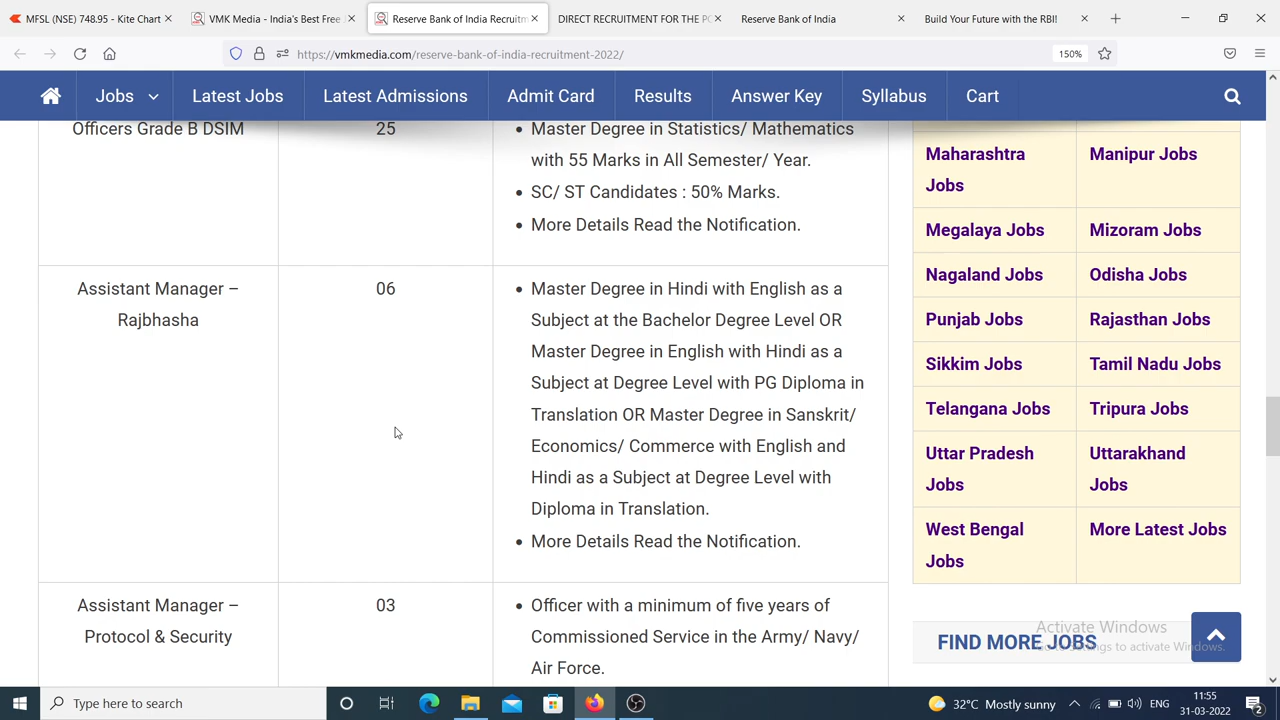 MFSL (NSE) 748.95 - Kite Chart
VMK Media - India's Best Free J
Reserve Bank of India Recruitm
DIRECT RECRUITMENT FOR THE PC
Reserve Bank of India
Build Your Future with the RBI!
https://vmkmedia.com/reserve-bank-of-india-recruitment-2022/
150%
Jobs
Latest Jobs
Latest Admissions
Admit Card
Results
Answer Key
Syllabus
Cart
Officers Grade B DSIM
25
Master Degree in Statistics/ Mathematics
with 55 Marks in All Semester/ Year.
SC/ ST Candidates : 50% Marks.
More Details Read the Notification.
Assistant Manager –
Rajbhasha
06
Master Degree in Hindi with English as a
Subject at the Bachelor Degree Level OR
Master Degree in English with Hindi as a
Subject at Degree Level with PG Diploma in
Translation OR Master Degree in Sanskrit/
Economics/ Commerce with English and
Hindi as a Subject at Degree Level with
Diploma in Translation.
More Details Read the Notification.
Assistant Manager –
Protocol & Security
03
Officer with a minimum of five years of
Commissioned Service in the Army/ Navy/
Air Force.
Maharashtra
Jobs
Manipur Jobs
Megalaya Jobs
Mizoram Jobs
Nagaland Jobs
Odisha Jobs
Punjab Jobs
Rajasthan Jobs
Sikkim Jobs
Tamil Nadu Jobs
Telangana Jobs
Tripura Jobs
Uttar Pradesh
Jobs
Uttarakhand
Jobs
West Bengal
Jobs
More Latest Jobs
FIND MORE JOBS
Activate Windows
Go to Settings to activate Windows.
Type here to search
32°C Mostly sunny
ENG
11:55
31-03-2022
2